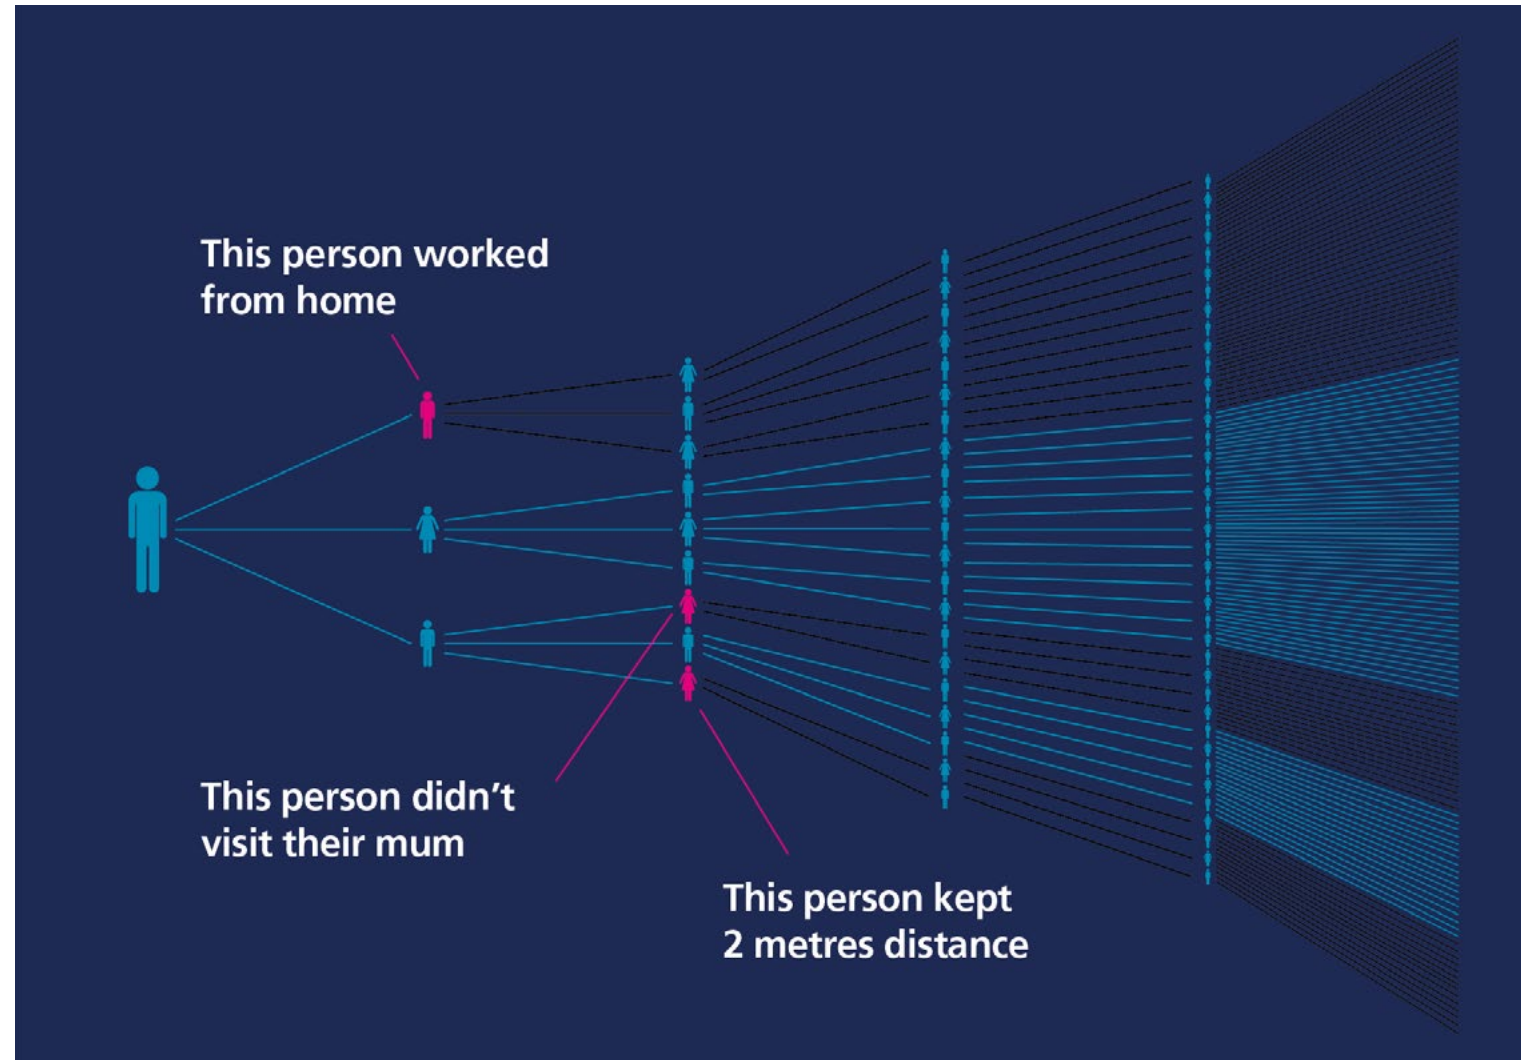 This person worked
from home
This person didn’t
visit their mum
This person kept
2 metres distance